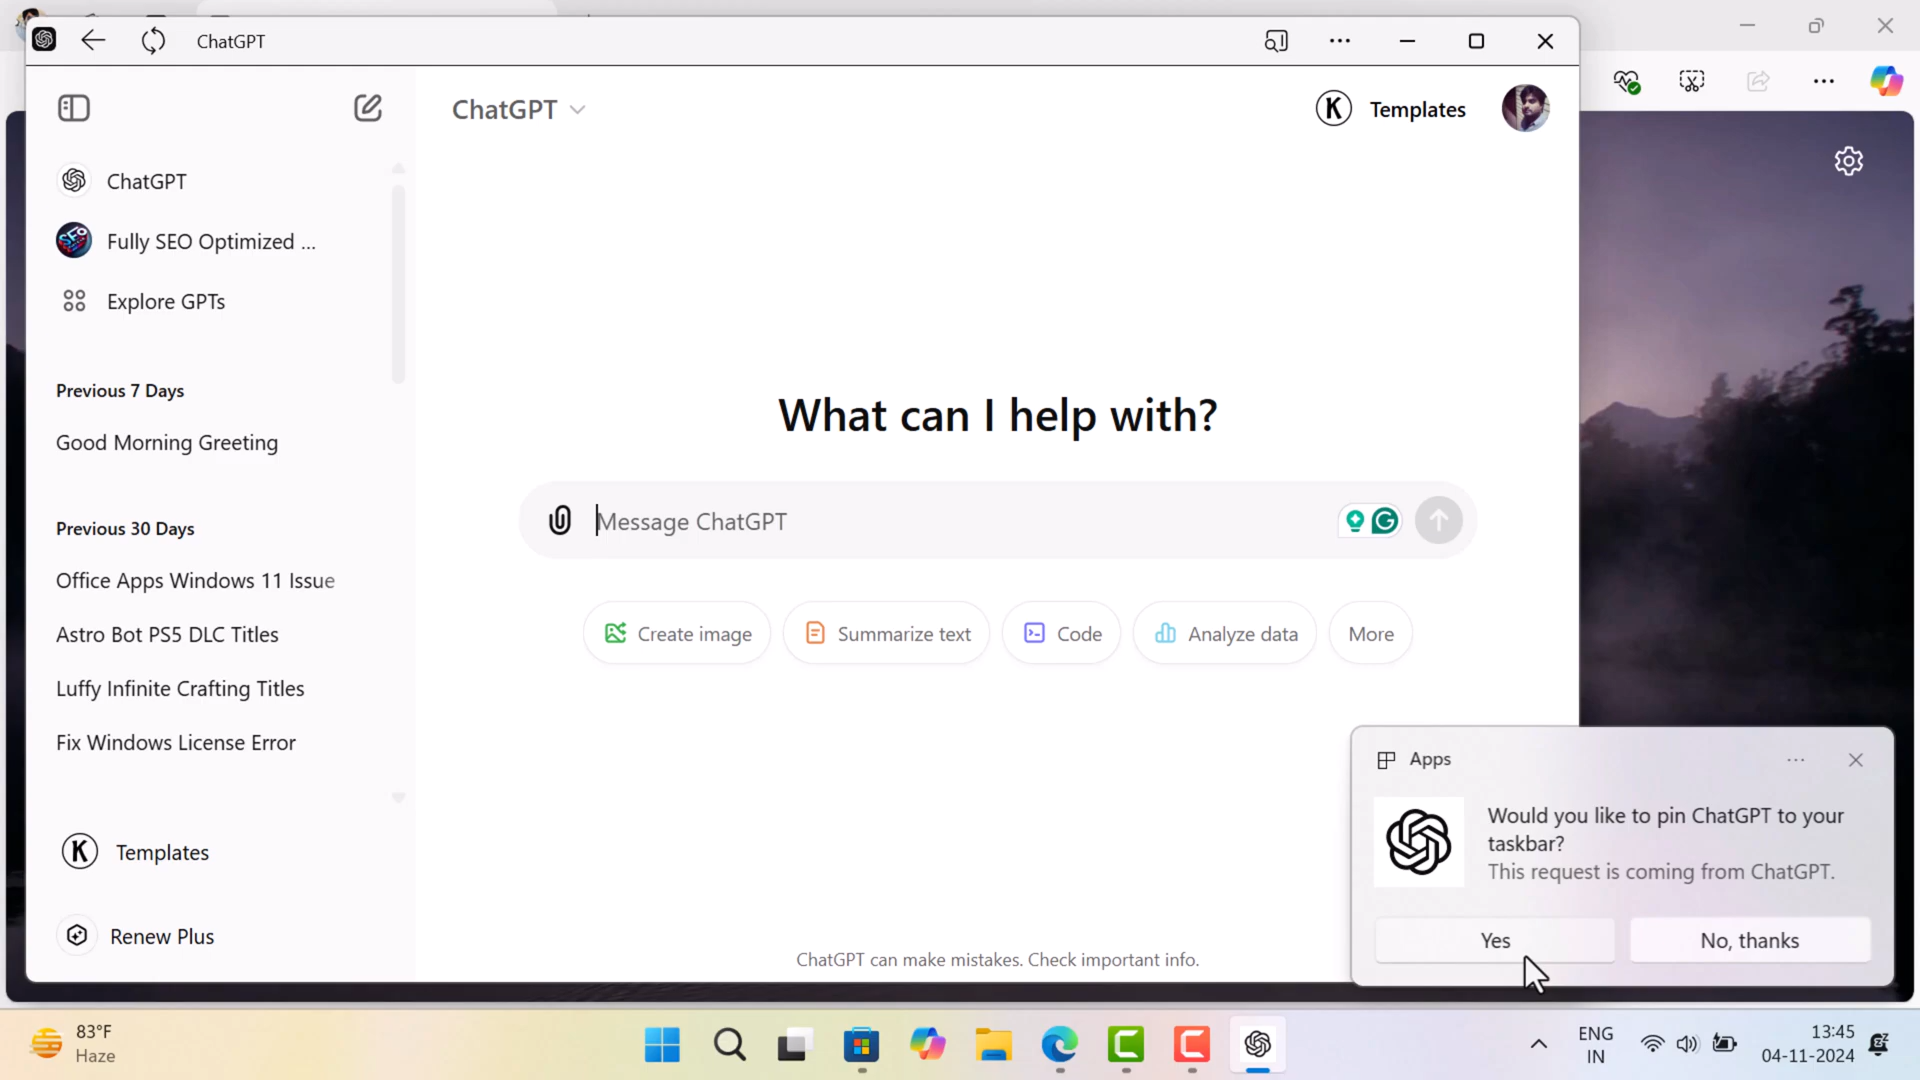 ChatGPT
ChatGPT
Templates
ChatGPT
Fully SEO Optimized ...
Explore GPTs
Previous 7 Days
Good Morning Greeting
Previous 30 Days
Office Apps Windows 11 Issue
Astro Bot PS5 DLC Titles
Luffy Infinite Crafting Titles
Fix Windows License Error
Templates
Renew Plus
What can I help with?
Message ChatGPT
Create image
Summarize text
Code
Analyze data
More
ChatGPT can make mistakes. Check important info.
Apps
Would you like to pin ChatGPT to your
taskbar?
This request is coming from ChatGPT.
Yes
No, thanks
83°F
Haze
ENG
IN
13:45
04-11-2024